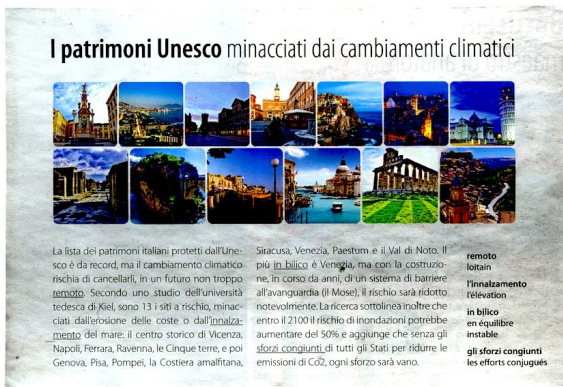 I patrimoni Unesco minacciati dai cambiamenti climatici
La lista dei patrimoni italiani protetti dall'Une-
sco è da record, ma il cambiamento climatico
rischia di cancellarli, in un futuro non troppo
remoto. Secondo uno studio dell'università
tedesca di Kiel, sono 13 i siti a rischio, minac-
ciati dall'erosione delle coste o dall'innalza-
mento del mare: il centro storico di Vicenza,
Napoli, Ferrara, Ravenna, le Cinque terre, e poi
Genova, Pisa, Pompei, la Costiera amalfitana,
Siracusa, Venezia, Paestum e il Val di Noto. Il
più in bilico è Venezia, ma con la costruzio-
ne, in corso da anni, di un sistema di barriere
all'avanguardia (il Mose), il rischio sarà ridotto
notevolmente. La ricerca sottolinea inoltre che
entro il 2100 il rischio di inondazioni potrebbe
aumentare del 50% e aggiunge che senza gli
sforzi congiunti di tutti gli Stati per ridurre le
emissioni di Co2, ogni sforzo sarà vano.
remoto
loitain
l'innalzamento
l'élévation
in bilico
en équilibre
instable
gli sforzi congiunti
les efforts conjugués